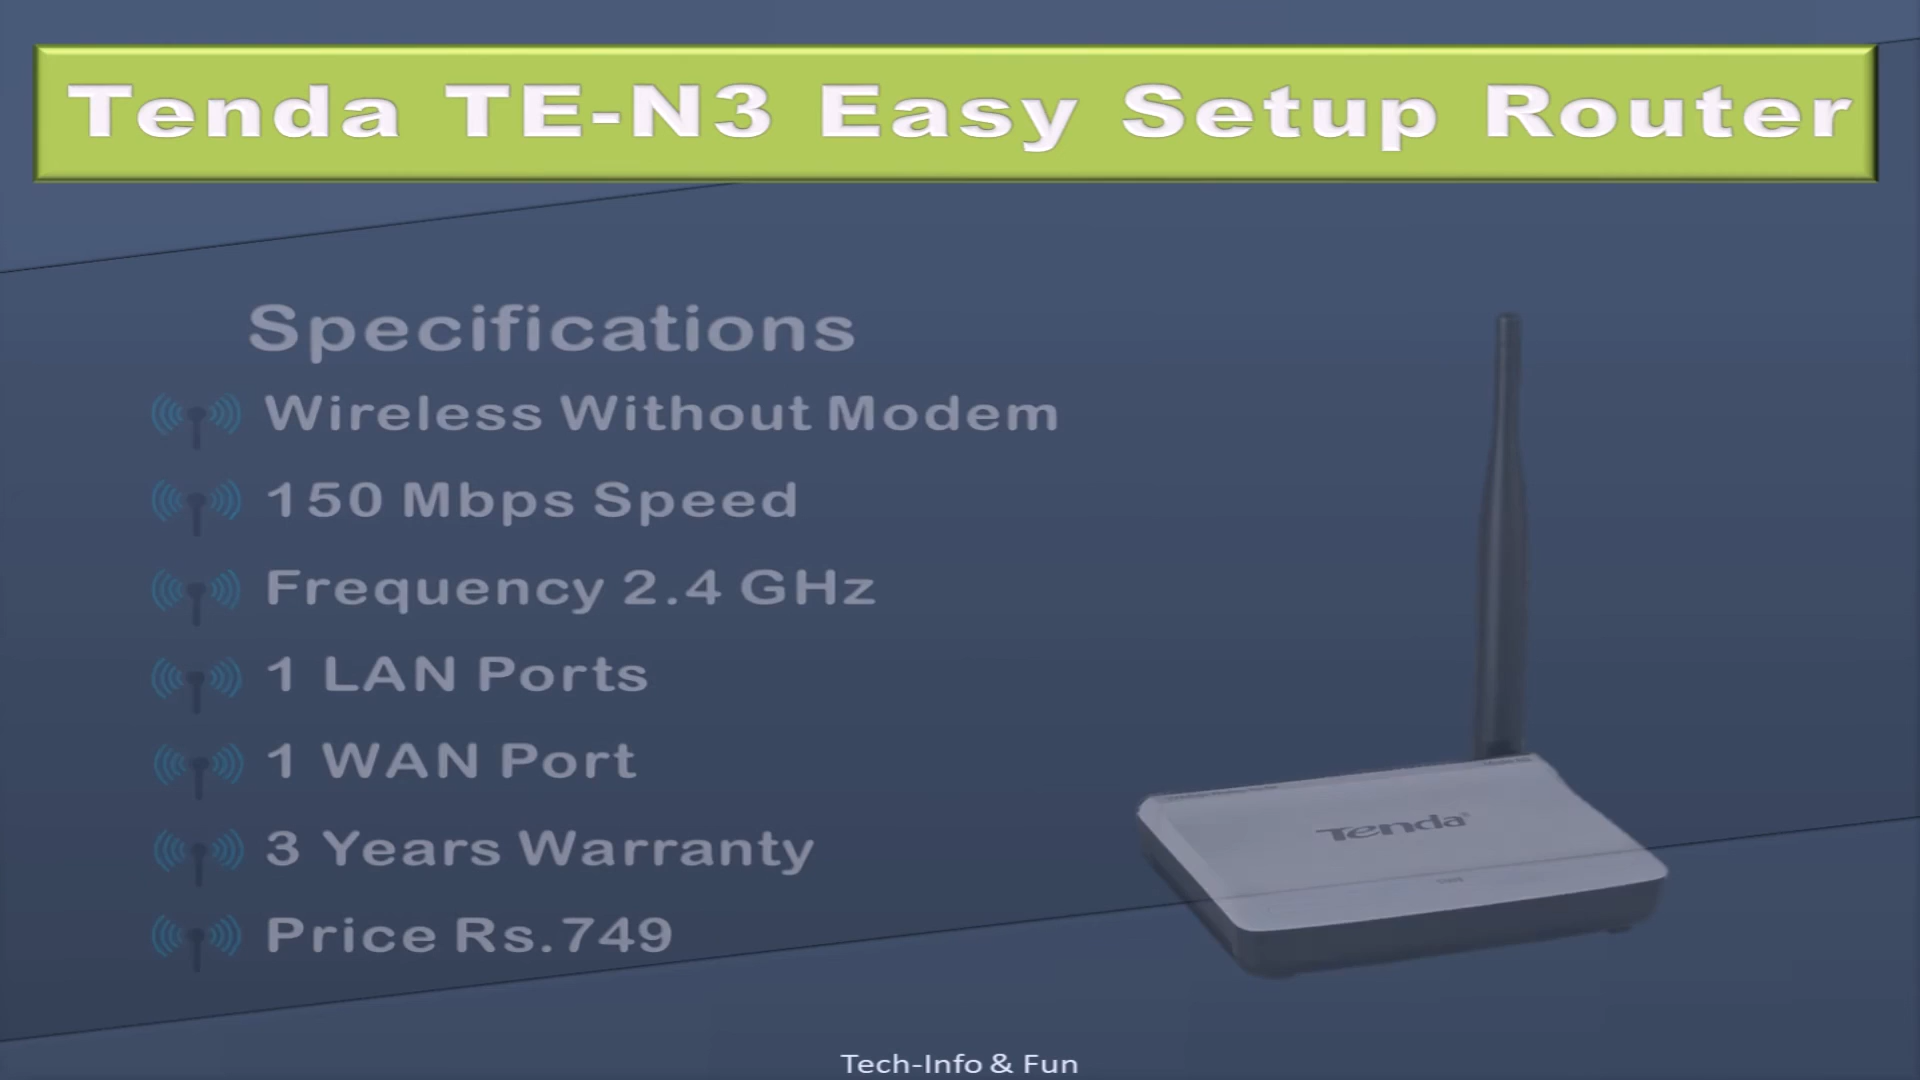 Tenda TE-N3 Easy Setup Router
Specifications
Wireless Without Modem
150 Mbps Speed
Frequency 2.4 GHz
1 LAN Ports
1 WAN Port
3 Years Warranty
Price Rs.749
Tenda
Tech-Info & Fun